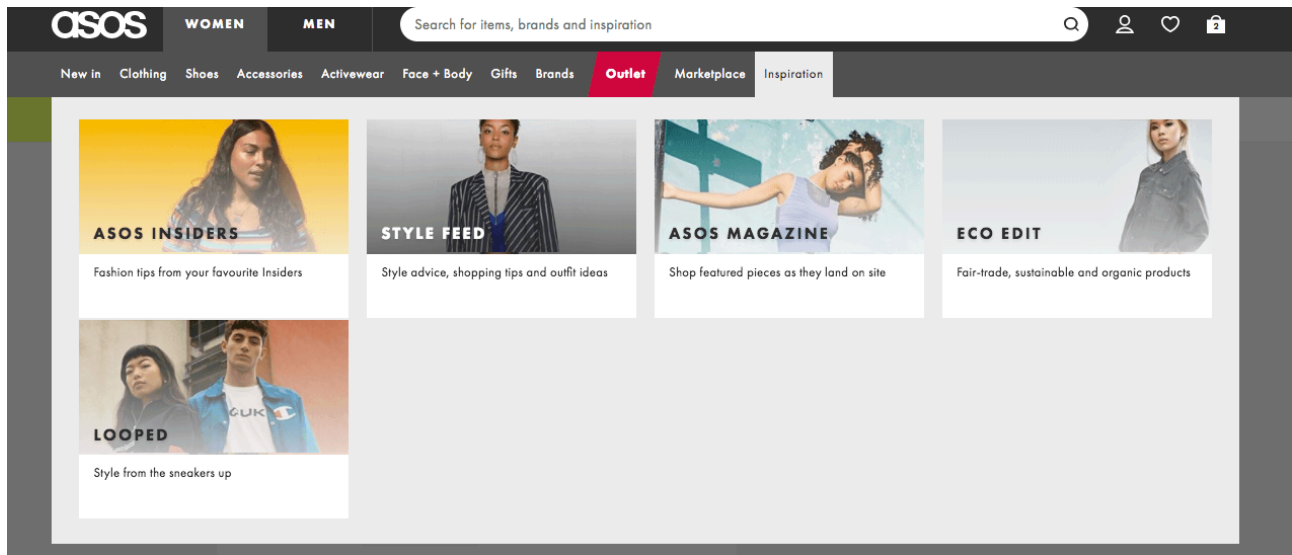 asos WOMEN MEN Search for items, brands and inspiration 2
New in Clothing Shoes Accessories Activewear Face + Body Gifts Brands Outlet Marketplace Inspiration
ASOS INSIDERS
Fashion tips from your favourite Insiders
STYLE FEED
Style advice, shopping tips and outfit ideas
ASOS MAGAZINE
Shop featured pieces as they land on site
ECO EDIT
Fair-trade, sustainable and organic products
GUK
LOOPED
Style from the sneakers up